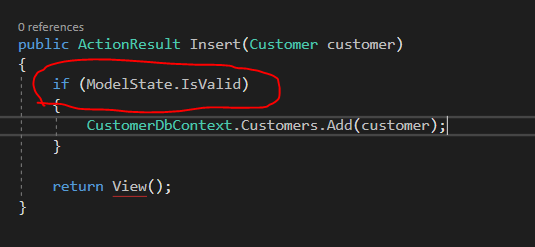 0 references
public ActionResult Insert(Customer customer)
{
if (ModelState.IsValid)
{
CustomerDbContext.Customers.Add(customer);
}
return View();
}